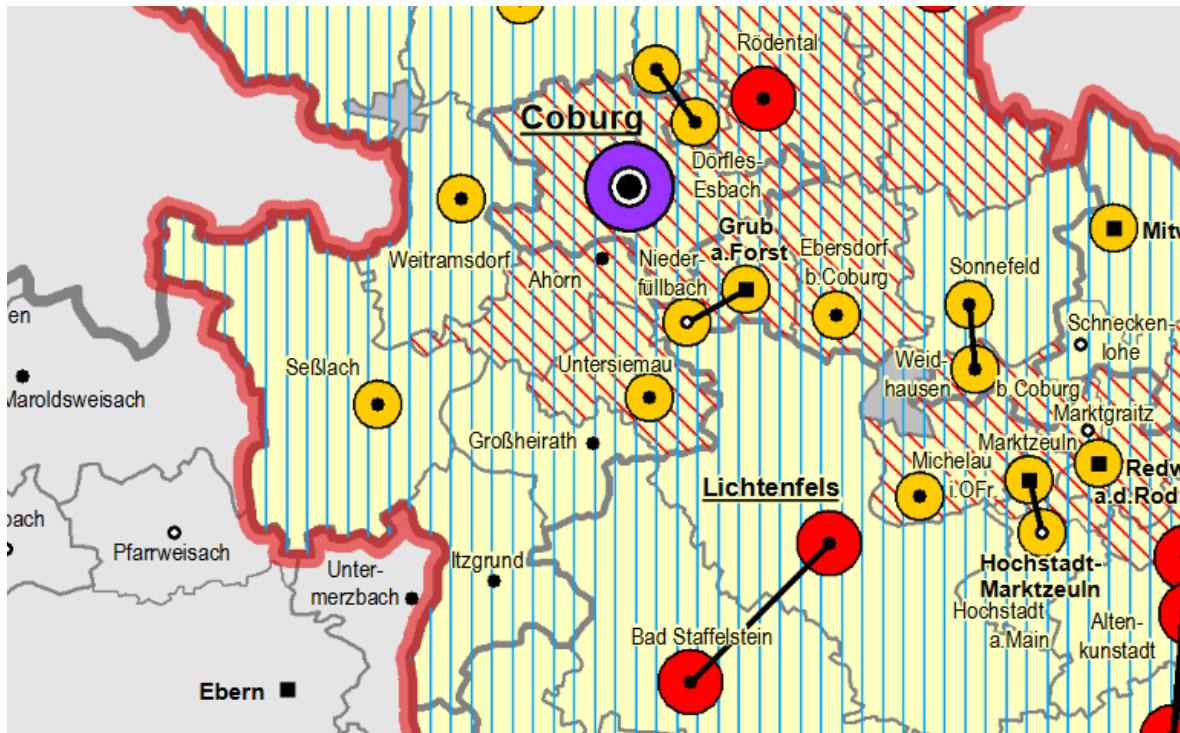 Rödental
Coburg
Dörfles-
Esbach
Grub
a.Forst
Weitramsdorf
Ahorn
Nieder-
füllbach
Ebersdorf
b.Coburg
Sonnefeld
en
Schnecken-
lohe
Seßlach
Untersiemau
Weid-
hausen
b.Coburg
Maroldsweisach
Marktgraitz
Großheirath
Marktzeuln
Michelau
i.OFr.
Lichtenfels
bach
Pfarrweisach
Itzgrund
Unter-
merzbach
Hochstadt-
Marktzeuln
Hochstadt
a.Main
Alten-
kunstadt
Bad Staffelstein
Ebern
Mitw
Redw
a.d.Rod